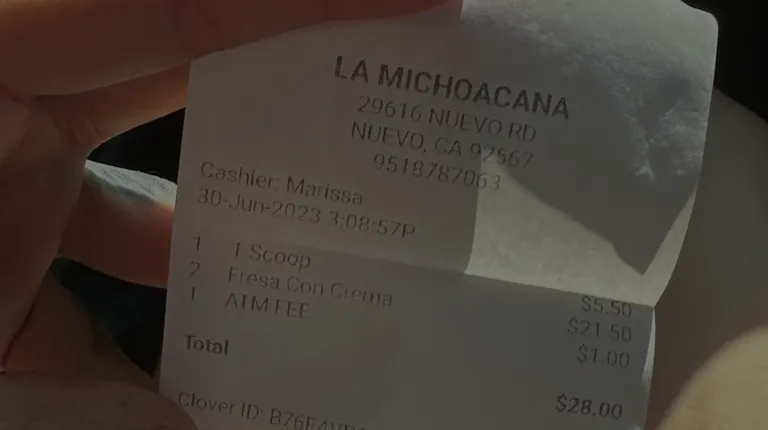 LA MICHOACANA
29616 NUEVO RD
NUEVO, CA 92567
9518787063
Cashier: Marissa
30-Jun-2023 3:08:57P
1 1 Scoop $5.50
2 Fresa Con Crema $21.50
1 ATM FEE $1.00
Total $28.00
Clover ID: